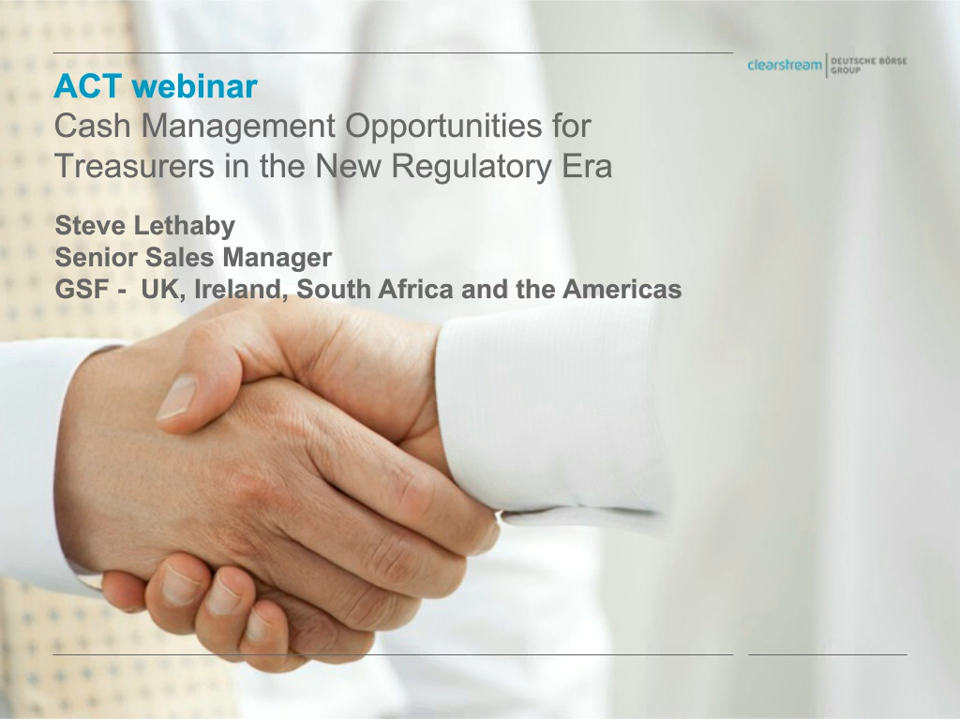 ACT webinar
Cash Management Opportunities for
Treasurers in the New Regulatory Era
Steve Lethaby
Senior Sales Manager
GSF - UK, Ireland, South Africa and the Americas
clearstream
DEUTSCHE BÖRSE
GROUP